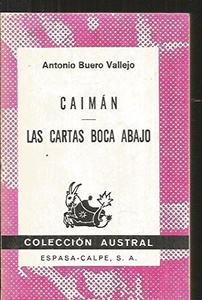 Antonio Buero Vallejo
CAIMÁN
LAS CARTAS BOCA ABAJO
COLECCIÓN AUSTRAL
ESPASA-CALPE, S. A.